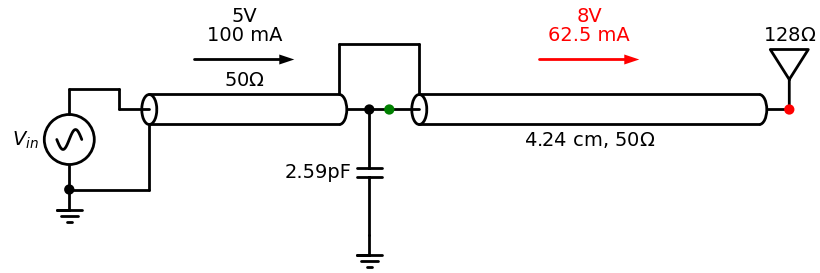 5V
100 mA
50Ω
8V
62.5 mA
128Ω
V_in
4.24 cm, 50Ω
2.59pF